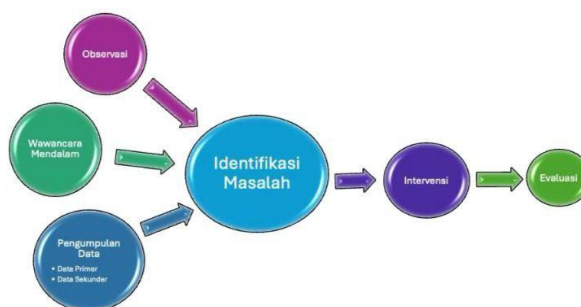 Observasi
Wawancara
Mendalam
Pengumpulan
Data
• Data Primer
• Data Sekunder
Identifikasi
Masalah
Intervensi
Evaluasi